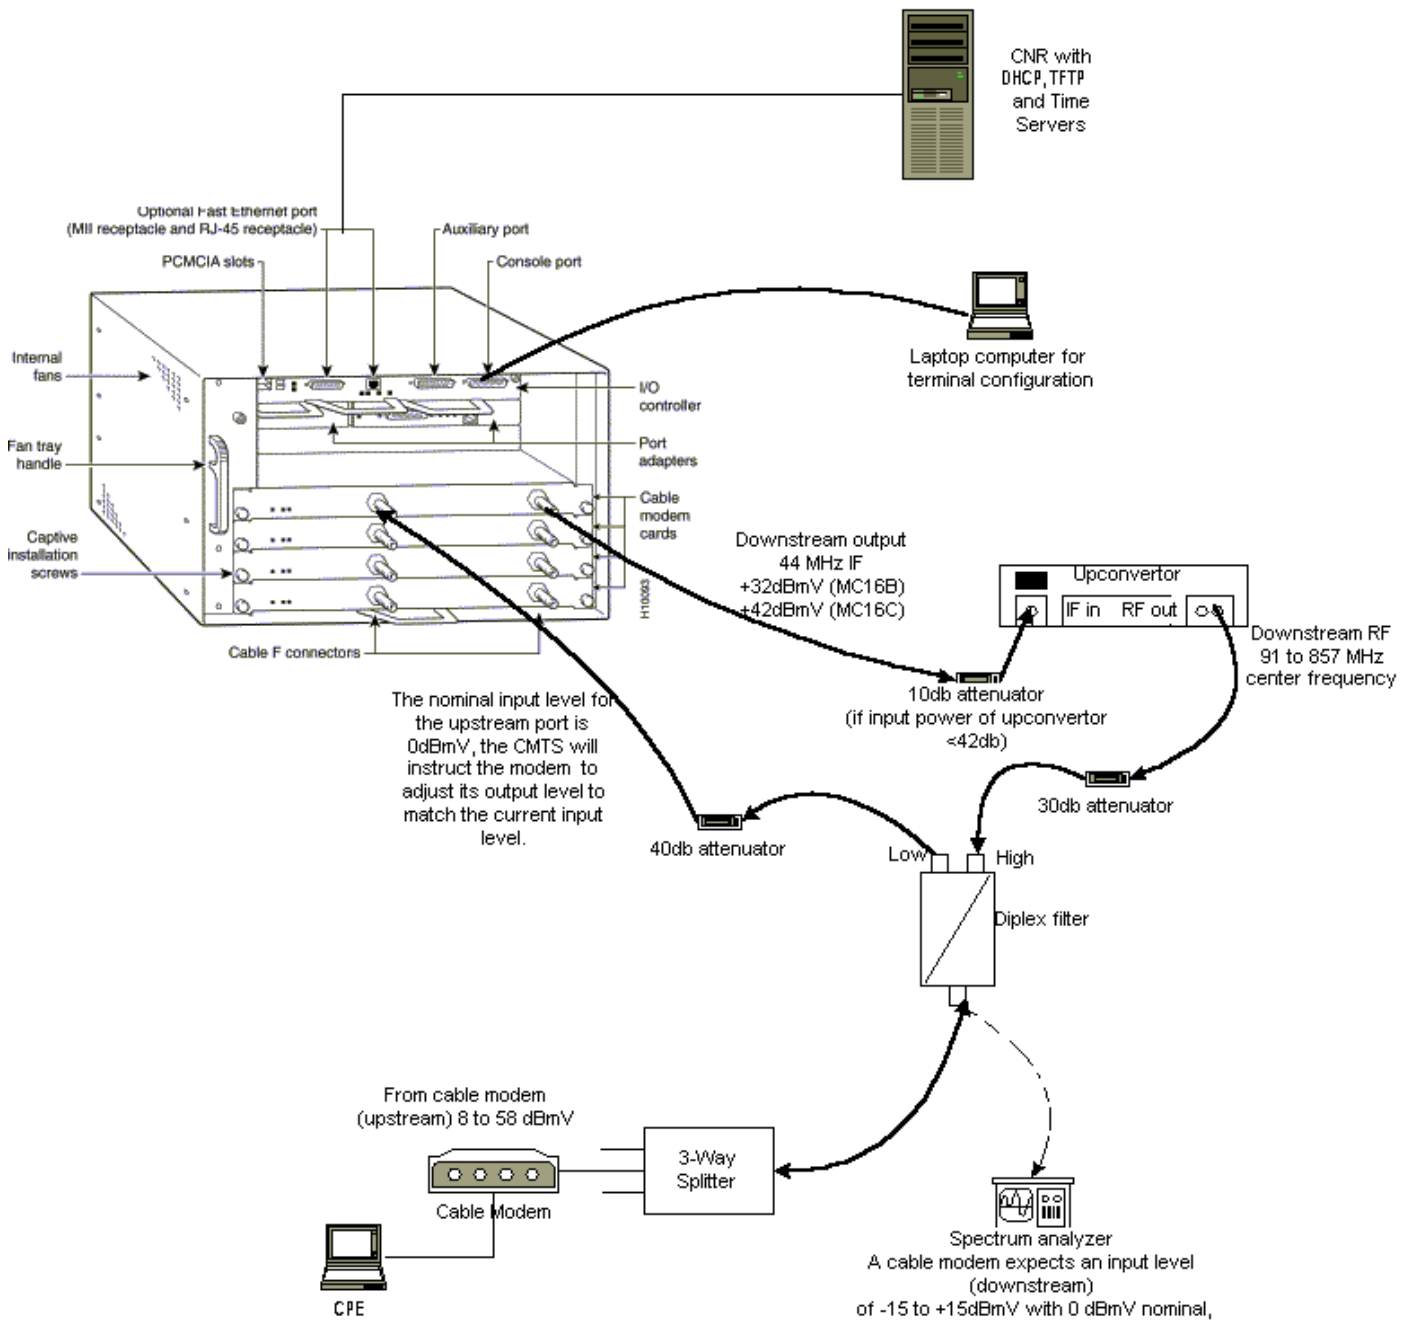 CNR with
DHCP, TFTP
and Time
Servers
Optional Fast Ethernet port
(MII receptacle and RJ-45 receptacle)
Auxiliary port
PCMCIA slots
Console port
Internal
fans
Laptop computer for
terminal configuration
I/O
controller
Fan tray
handle
Port
adapters
Cable
modem
cards
Captive
installation
screws
H10093
Cable F connectors
Downstream output
44 MHz IF
+32dBmV (MC16B)
+42dBmV (MC16C)
Upconvertor
IF in RF out
Downstream RF
91 to 857 MHz
center frequency
10db attenuator
(if input power of upconvertor
<42db)
The nominal input level for
the upstream port is
0dBmV, the CMTS will
instruct the modem to
adjust its output level to
match the current input
level.
30db attenuator
40db attenuator
Low
High
Diplex filter
From cable modem
(upstream) 8 to 58 dBmV
3-Way
Splitter
Cable Modem
CPE
Spectrum analyzer
A cable modem expects an input level
(downstream)
of -15 to +15dBmV with 0 dBmV nominal,